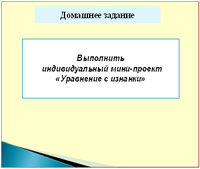 Домашнее задание
Выполнить
индивидуальный мини-проект
«Уравнение с изнанки»